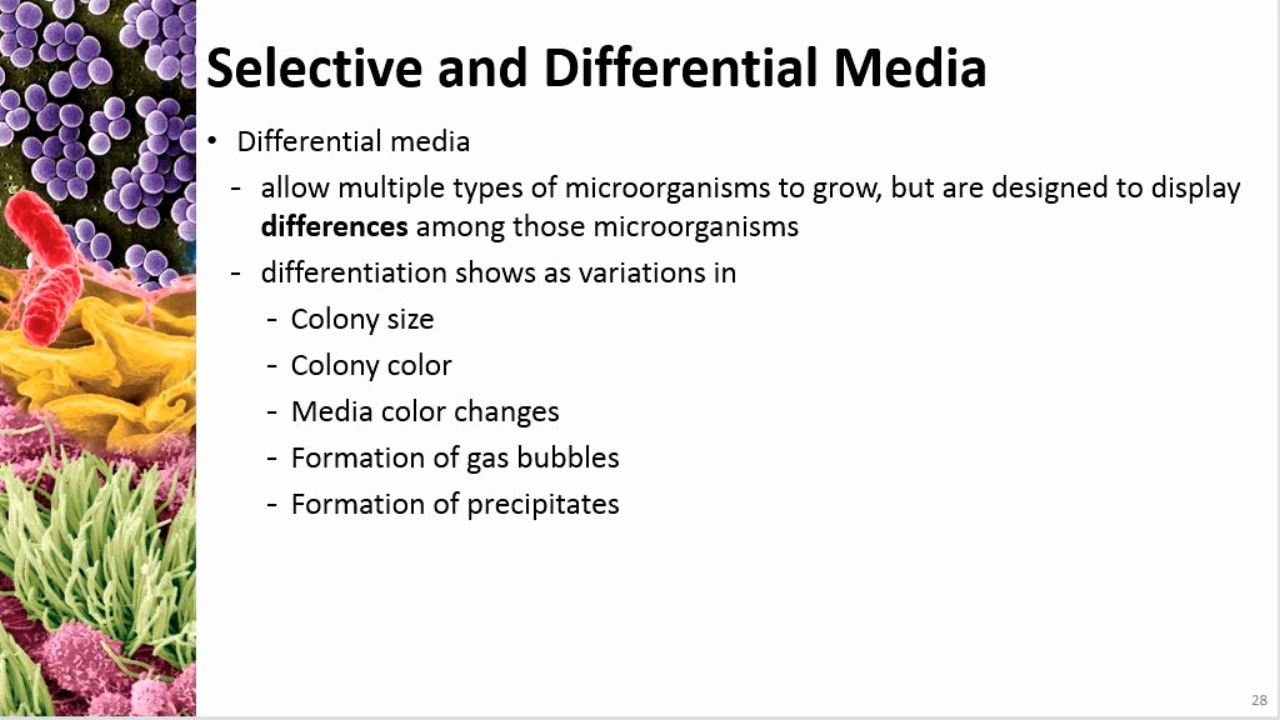 Selective and Differential Media
• Differential media
- allow multiple types of microorganisms to grow, but are designed to display
differences among those microorganisms
- differentiation shows as variations in
- Colony size
- Colony color
- Media color changes
- Formation of gas bubbles
- Formation of precipitates
28